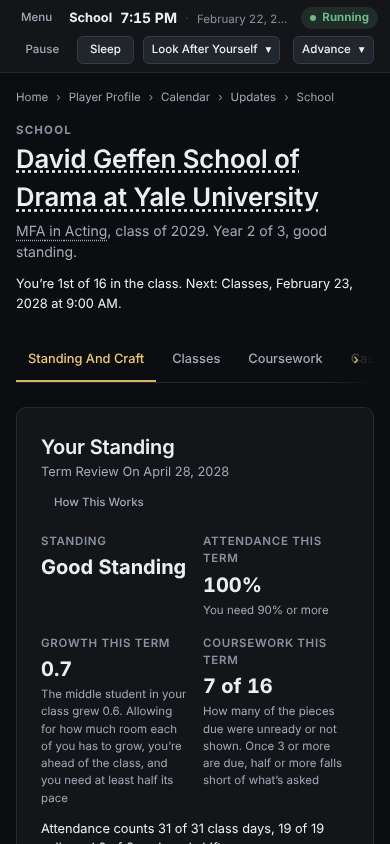 Menu School 7:15 PM · February 22, 2... Running
Pause Sleep Look After Yourself ▾ Advance ▾
Home › Player Profile › Calendar › Updates › School
SCHOOL
David Geffen School of
Drama at Yale University
MFA in Acting, class of 2029. Year 2 of 3, good
standing.
You're 1st of 16 in the class. Next: Classes, February 23,
2028 at 9:00 AM.
Standing And Craft Classes Coursework
Your Standing
Term Review On April 28, 2028
How This Works
STANDING
Good Standing
ATTENDANCE THIS
TERM
100%
You need 90% or more
GROWTH THIS TERM
0.7
The middle student in your
class grew 0.6. Allowing
for how much room each
of you has to grow, you're
ahead of the class, and
you need at least half its
pace
COURSEWORK THIS
TERM
7 of 16
How many of the pieces
due were unready or not
shown. Once 3 or more
are due, half or more falls
short of what's asked
Attendance counts 31 of 31 class days, 19 of 19